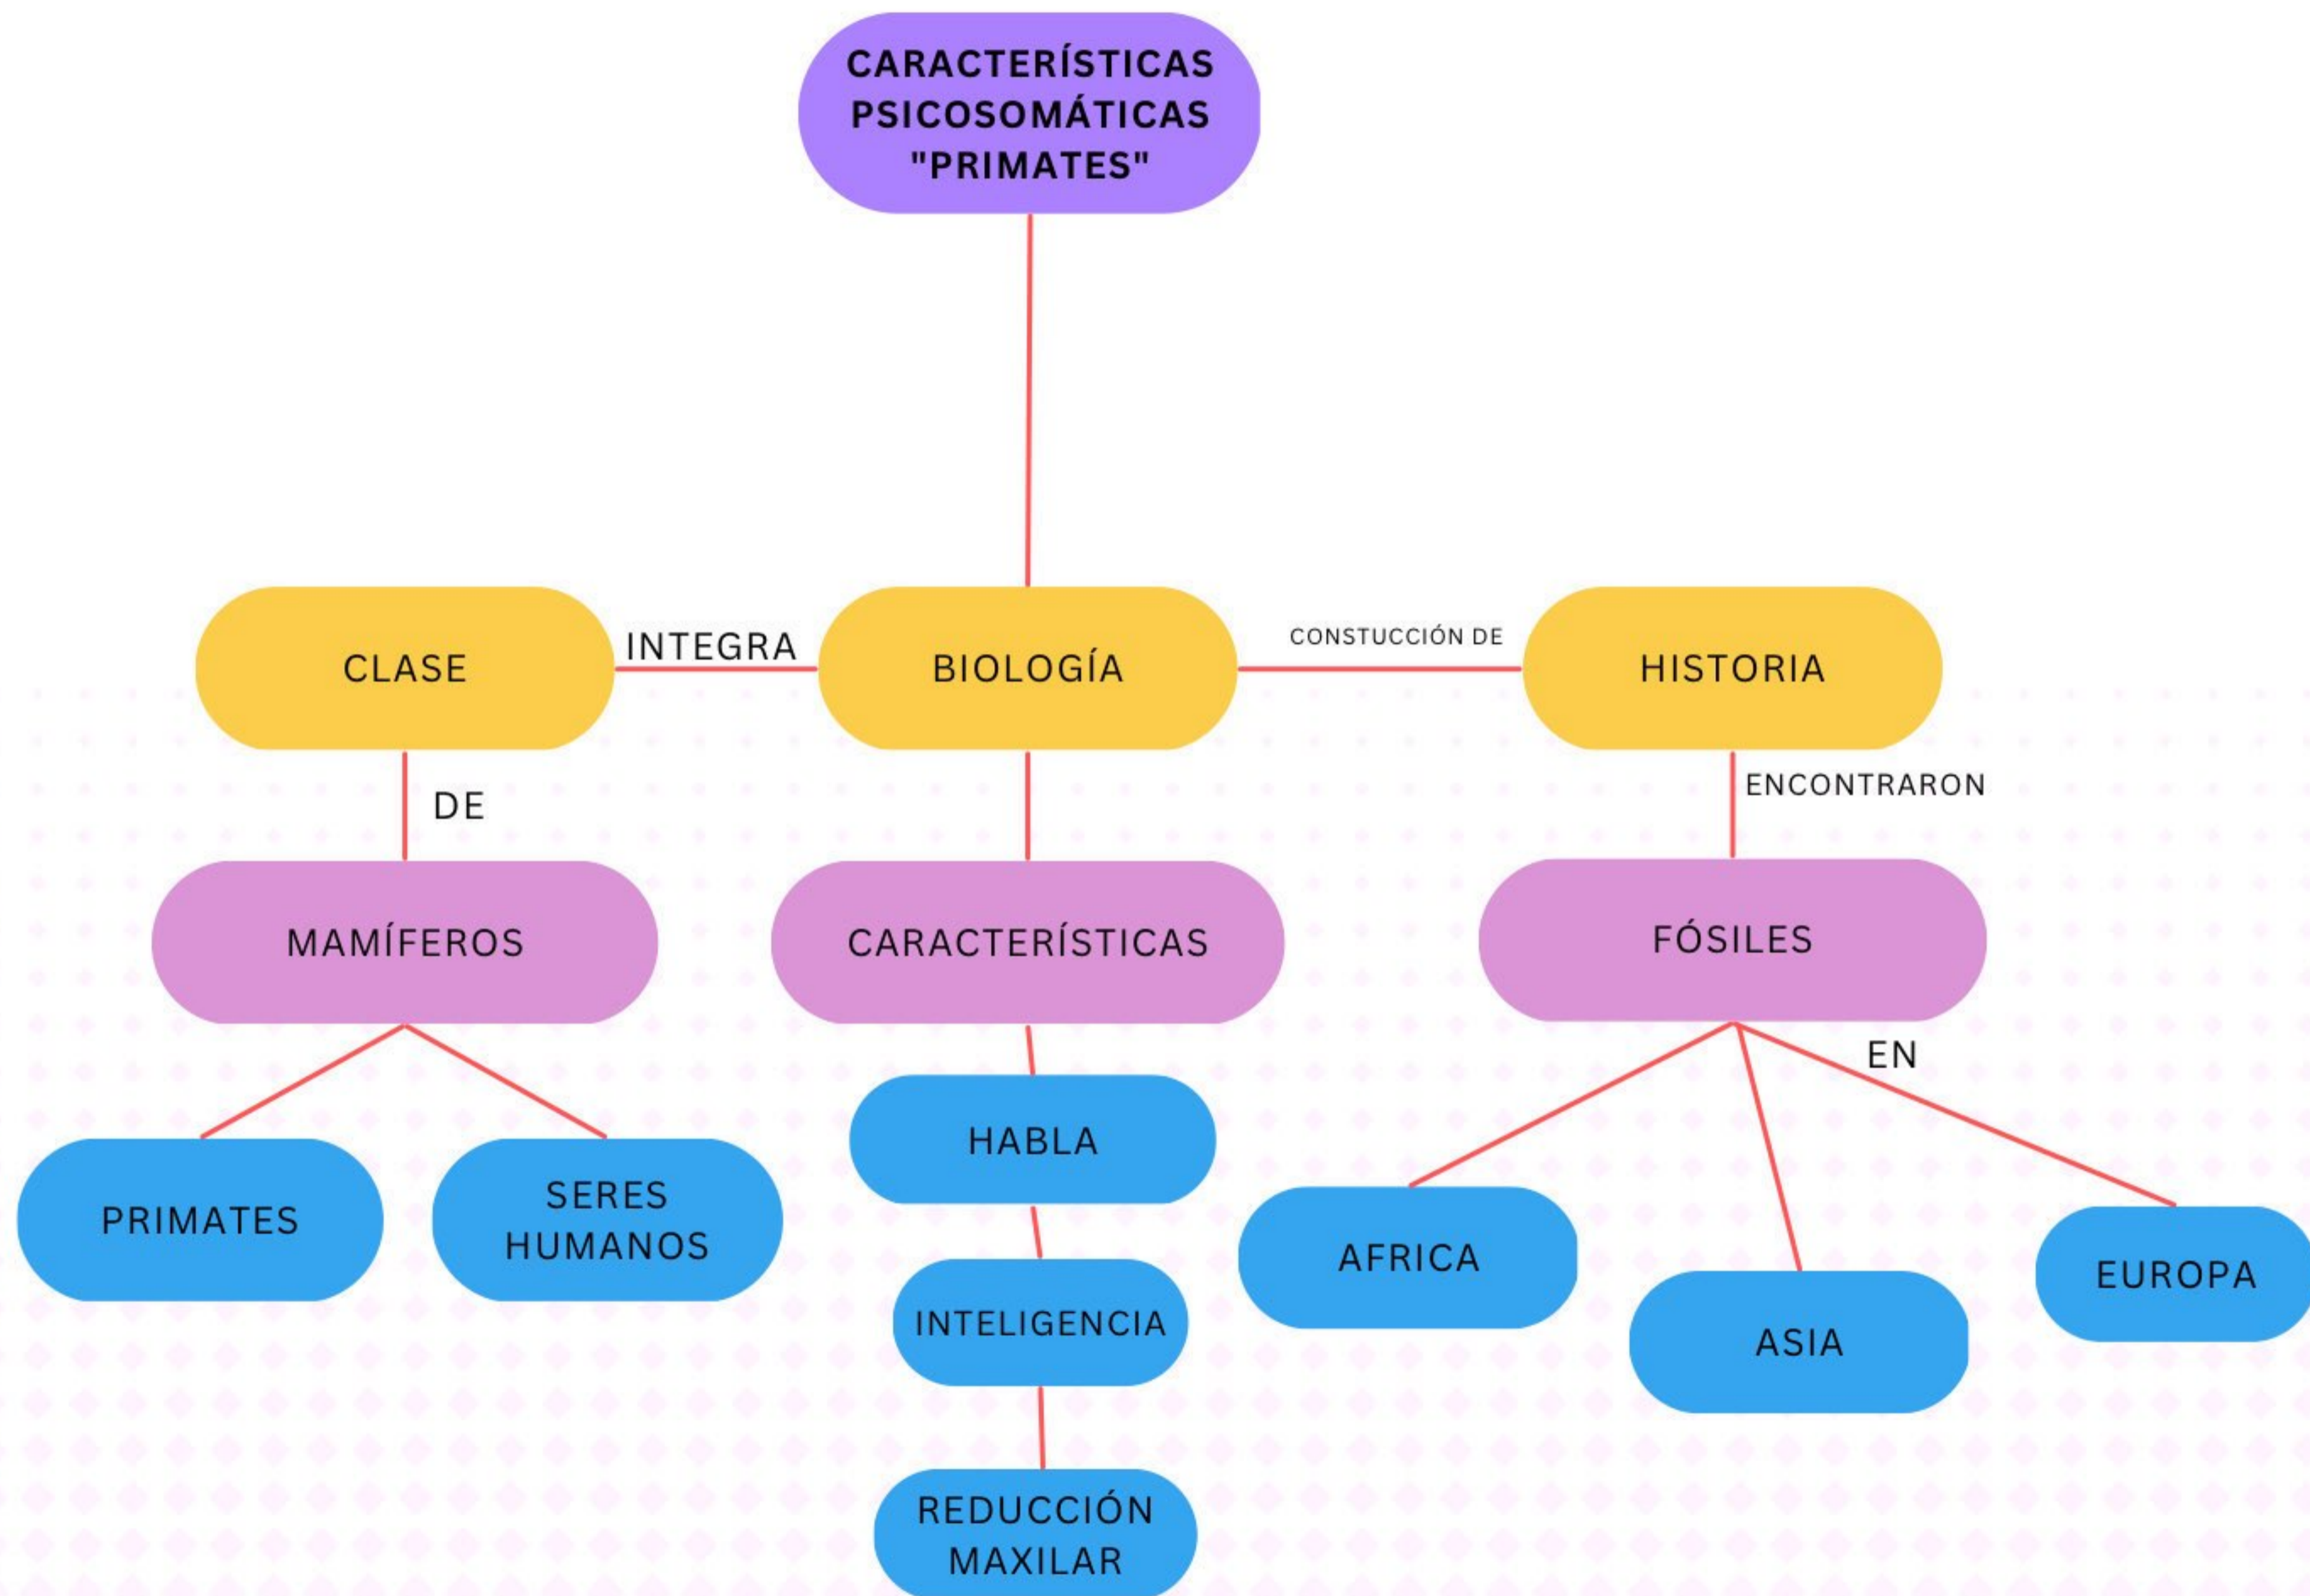 CARACTERÍSTICAS
PSICOSOMÁTICAS
"PRIMATES"
CLASE
INTEGRA
BIOLOGÍA
CONSTUCCIÓN DE
HISTORIA
DE
ENCONTRARON
MAMÍFEROS
CARACTERÍSTICAS
FÓSILES
EN
PRIMATES
SERES
HUMANOS
HABLA
INTELIGENCIA
REDUCCIÓN
MAXILAR
AFRICA
ASIA
EUROPA